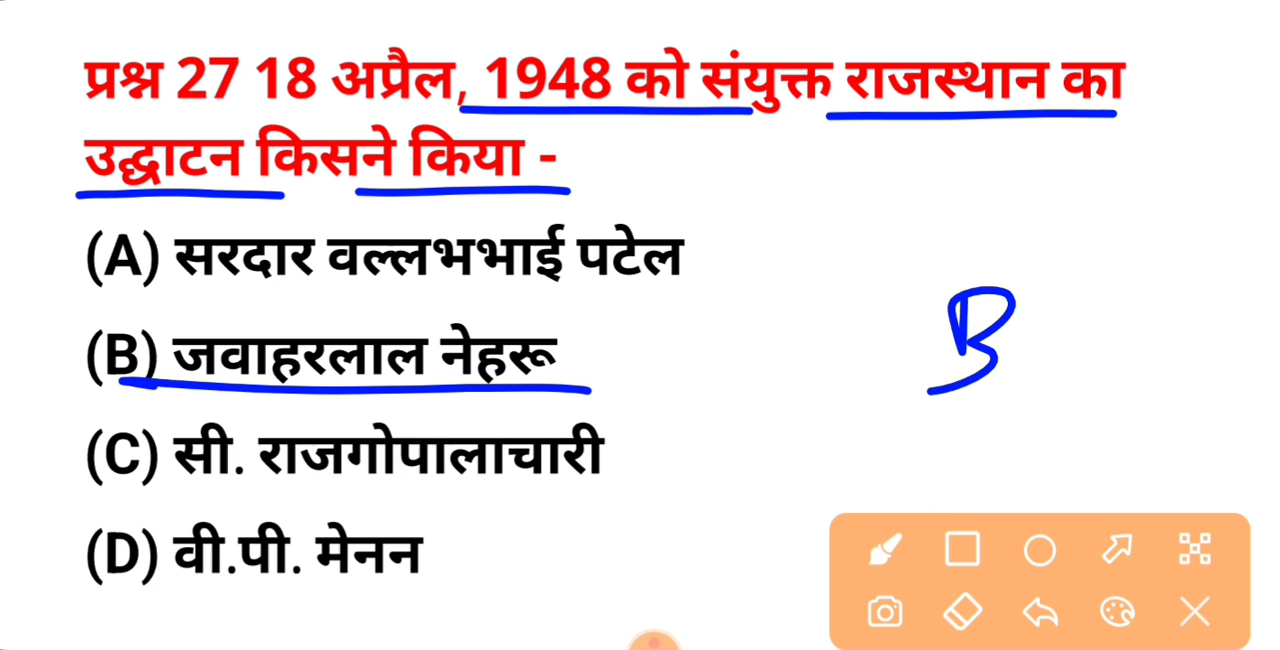 प्रश्न 27 18 अप्रैल, 1948 को संयुक्त राजस्थान का
उद्घाटन किसने किया -
(A) सरदार वल्लभभाई पटेल
(B) जवाहरलाल नेहरू
B
(C) सी. राजगोपालाचारी
(D) वी.पी. मेनन